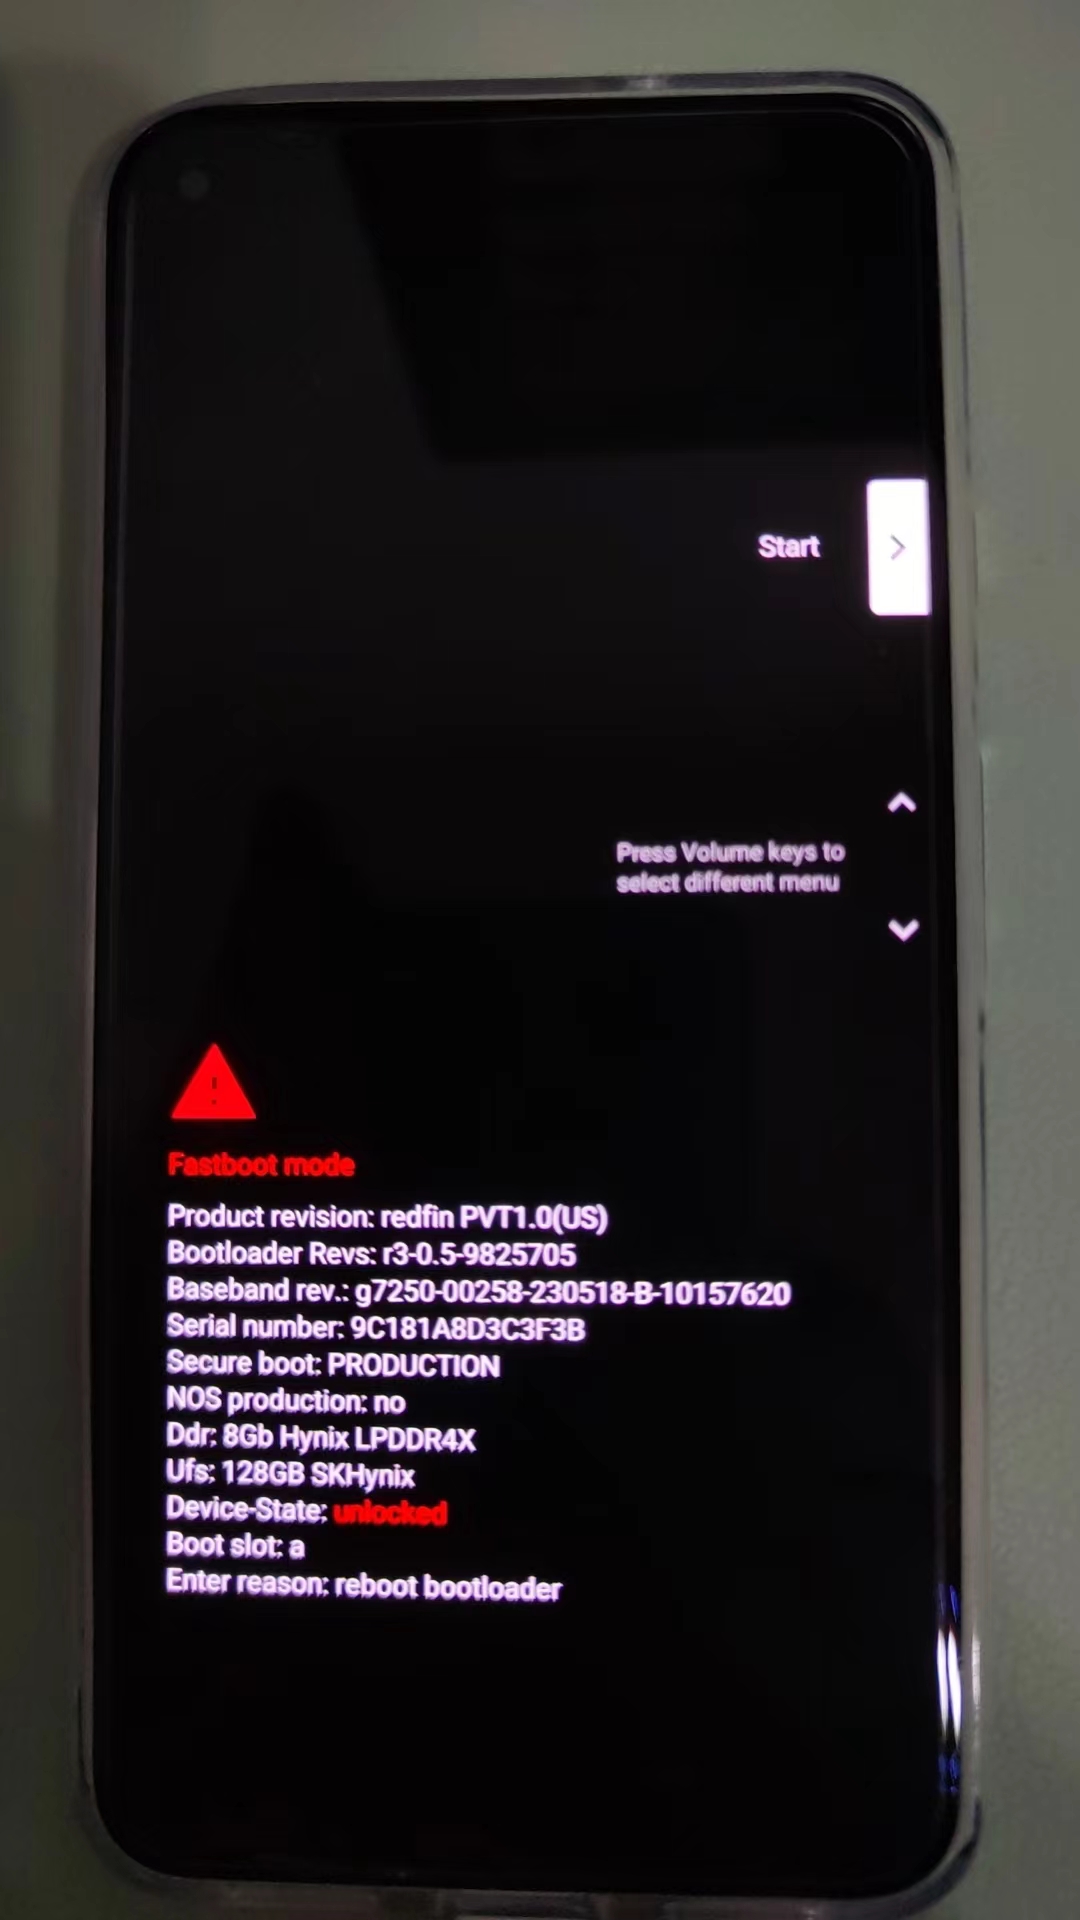 Start
Press Volume keys to
select different menu
Fastboot mode
Product revision: redfin PVT1.0(US)
Bootloader Revs: r3-0.5-9825705
Baseband rev.: g7250-00258-230518-B-10157620
Serial number: 9C181A8D3C3F3B
Secure boot: PRODUCTION
NOS production: no
Ddr: 8Gb Hynix LPDDR4X
Ufs: 128GB SKHynix
Device-State: unlocked
Boot slot: a
Enter reason: reboot bootloader